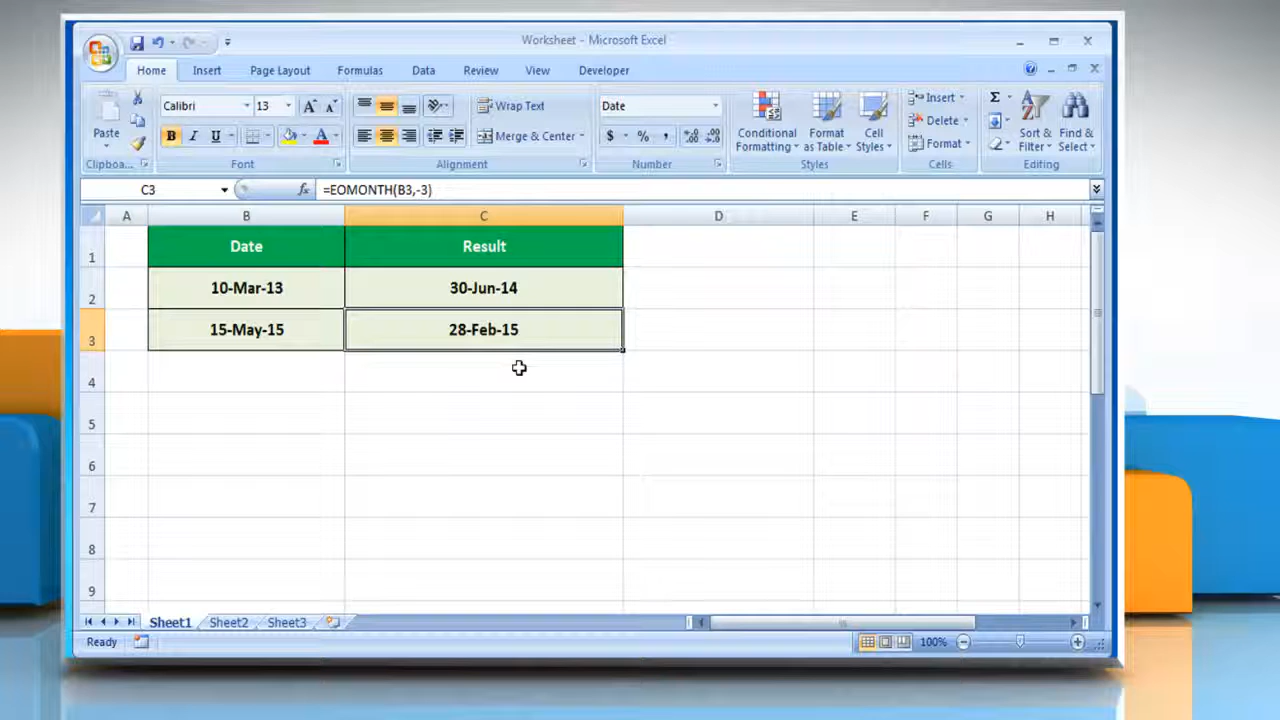 Worksheet - Microsoft Excel
Home Insert Page Layout Formulas Data Review View Developer
Calibri 13 Wrap Text Date Insert
Paste B I U Merge & Center $ % , Conditional Formatting Format as Table Cell Styles Delete Sort & Filter Find & Select
Format
Clipboa... Font Alignment Number Styles Cells Editing
C3 fx =EOMONTH(B3,-3)
A B C D E F G H
1 Date Result
2 10-Mar-13 30-Jun-14
3 15-May-15 28-Feb-15
4
5
6
7
8
9
Sheet1 Sheet2 Sheet3
Ready 100%